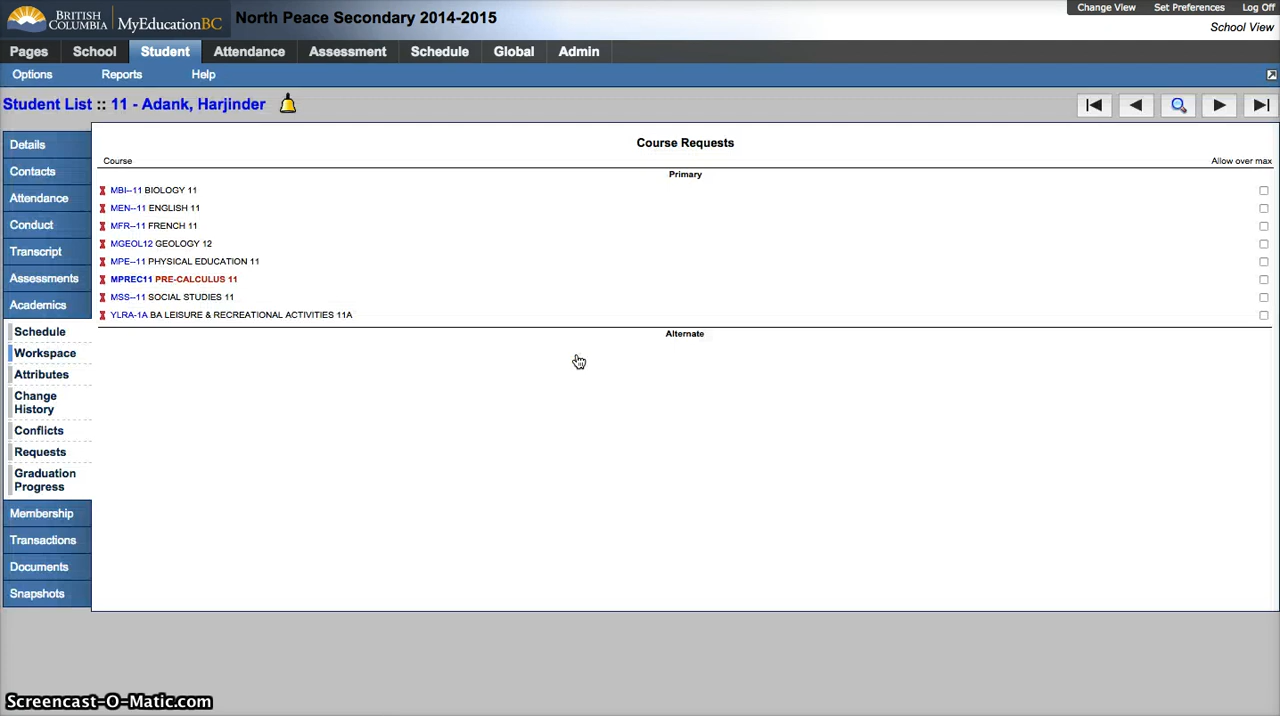 BRITISH COLUMBIA
MyEducationBC
North Peace Secondary 2014-2015
Change View Set Preferences Log Off
School View
Pages School Student Attendance Assessment Schedule Global Admin
Options Reports Help
Student List :: 11 - Adank, Harjinder
Details
Contacts
Attendance
Conduct
Transcript
Assessments
Academics
Schedule
Workspace
Attributes
Change
History
Conflicts
Requests
Graduation
Progress
Membership
Transactions
Documents
Snapshots
Course Requests
Course Allow over max
Primary
MBI--11 BIOLOGY 11
MEN--11 ENGLISH 11
MFR--11 FRENCH 11
MGEOL12 GEOLOGY 12
MPE--11 PHYSICAL EDUCATION 11
MPREC11 PRE-CALCULUS 11
MSS--11 SOCIAL STUDIES 11
YLRA-1A BA LEISURE & RECREATIONAL ACTIVITIES 11A
Alternate
Screencast-O-Matic.com